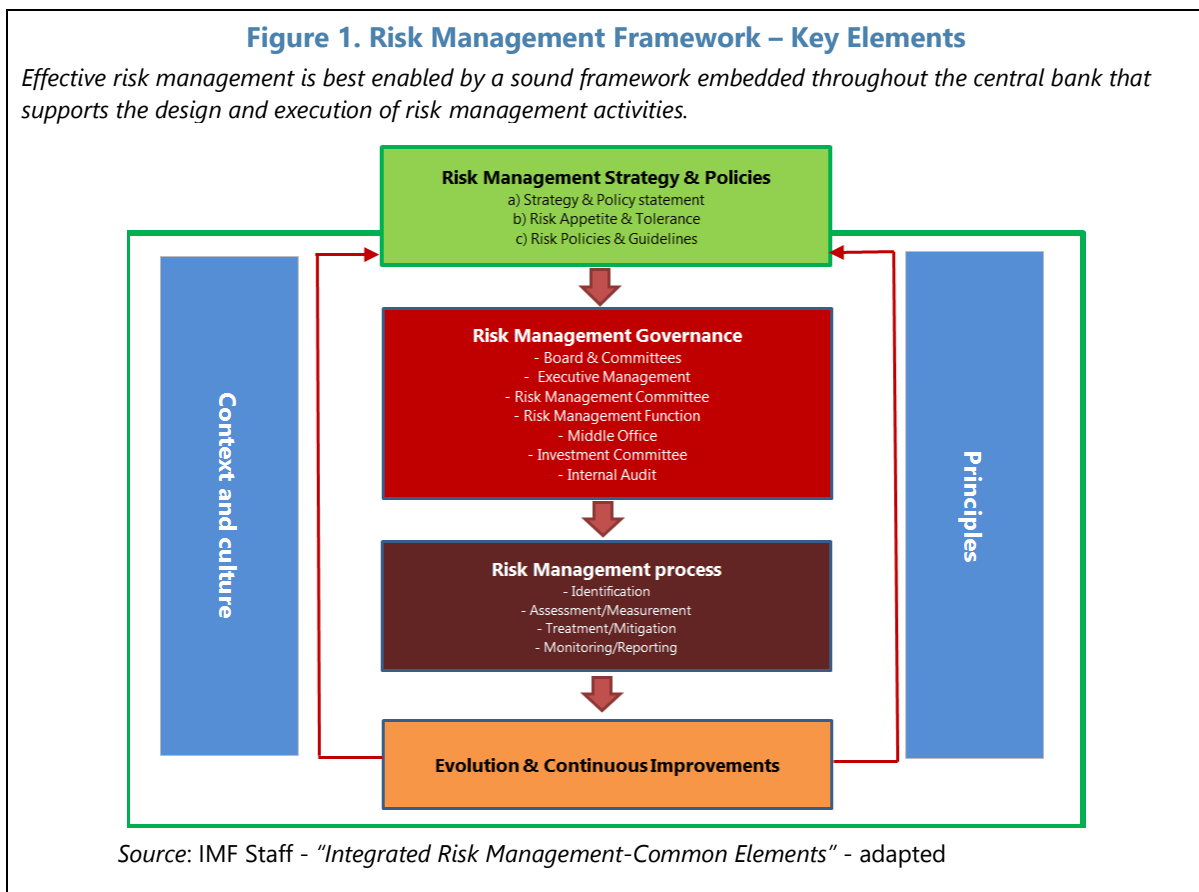 Figure 1. Risk Management Framework – Key Elements
Effective risk management is best enabled by a sound framework embedded throughout the central bank that
supports the design and execution of risk management activities.
Risk Management Strategy & Policies
a) Strategy & Policy statement
b) Risk Appetite & Tolerance
c) Risk Policies & Guidelines
Context and culture
Risk Management Governance
- Board & Committees
- Executive Management
- Risk Management Committee
- Risk Management Function
- Middle Office
- Investment Committee
- Internal Audit
Principles
Risk Management process
- Identification
- Assessment/Measurement
- Treatment/Mitigation
- Monitoring/Reporting
Evolution & Continuous Improvements
Source: IMF Staff - “Integrated Risk Management-Common Elements” - adapted